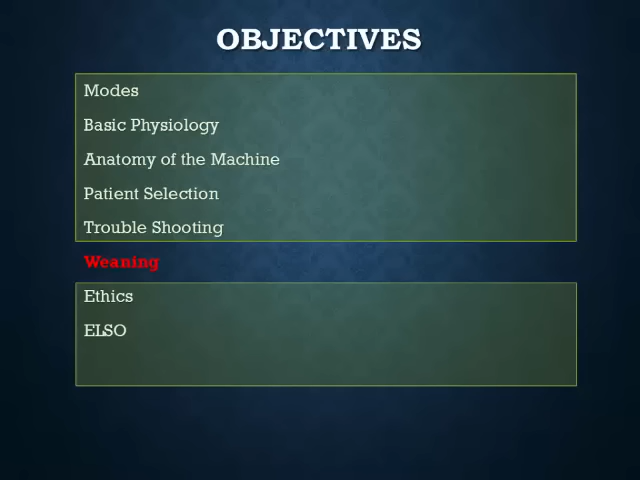 OBJECTIVES
Modes
Basic Physiology
Anatomy of the Machine
Patient Selection
Trouble Shooting
Weaning
Ethics
ELSO